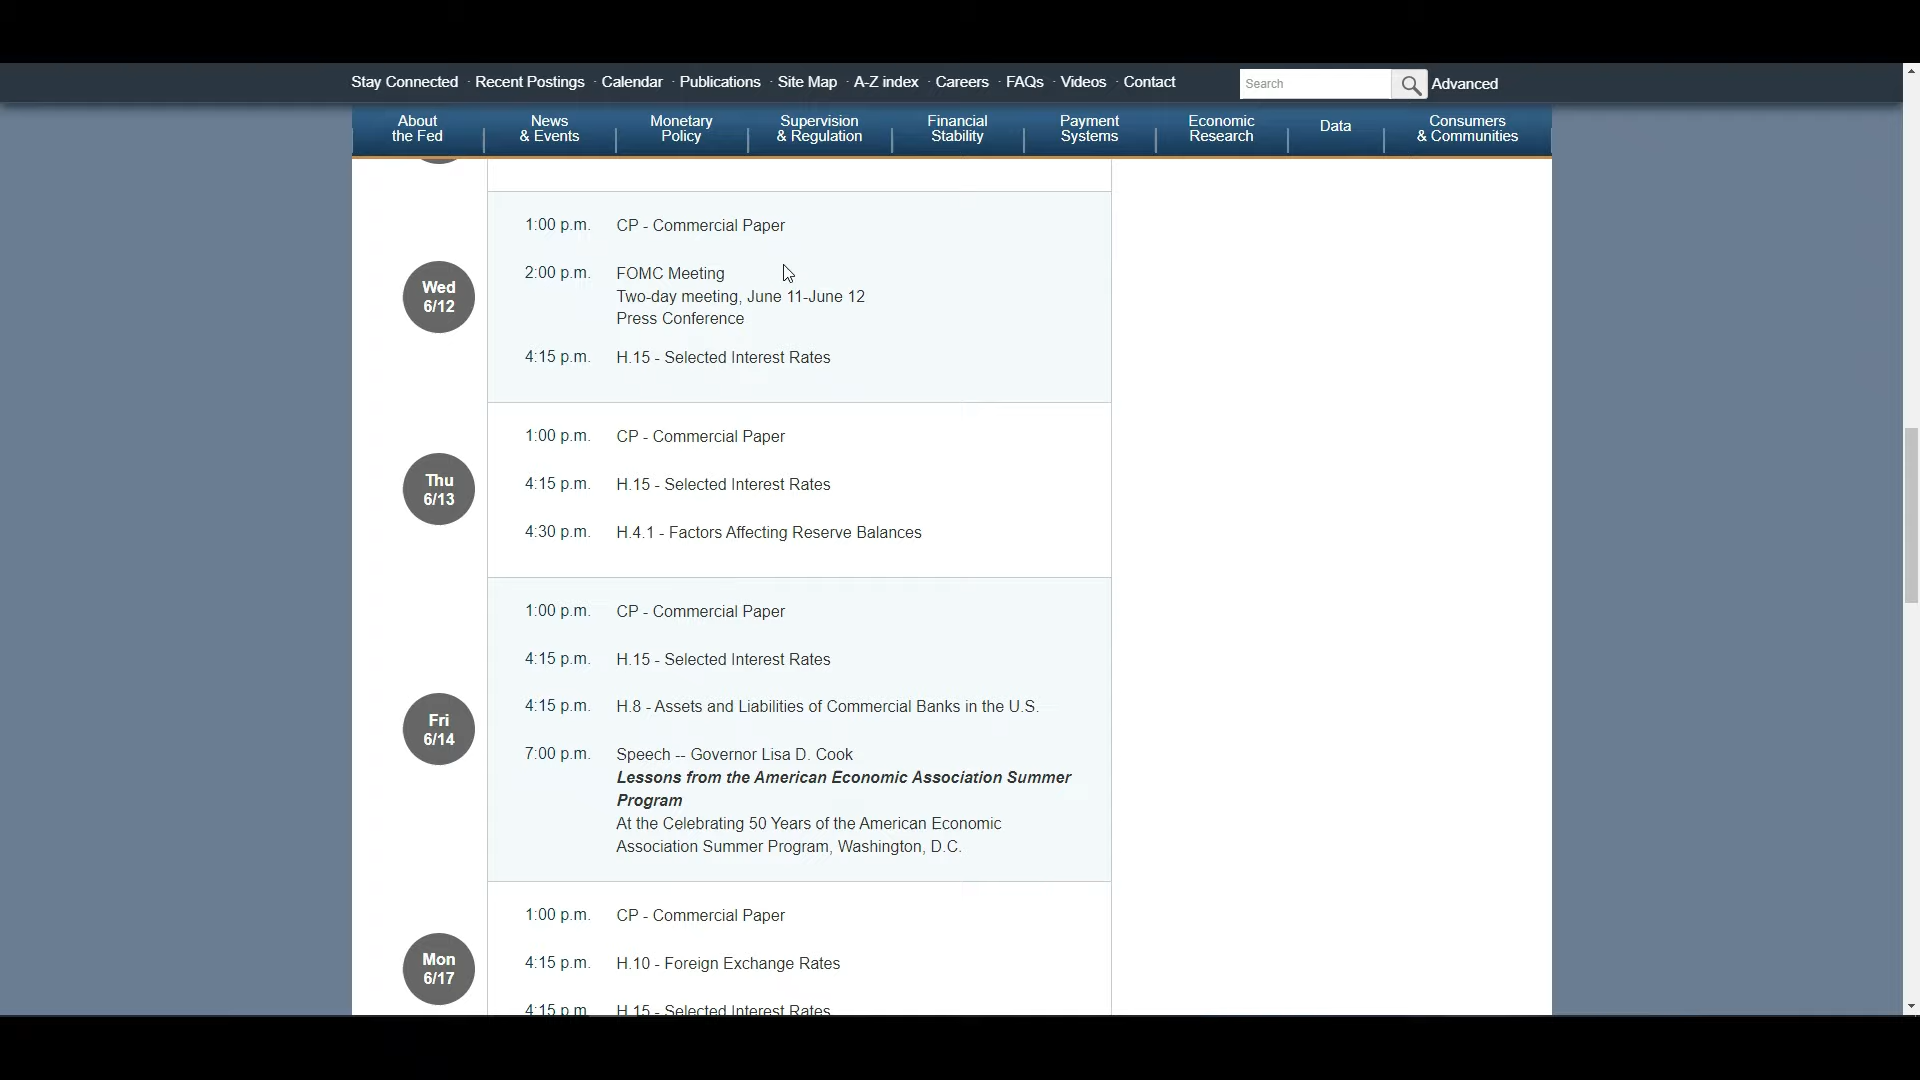 Stay Connected · Recent Postings · Calendar · Publications · Site Map · A-Z index · Careers · FAQs · Videos · Contact
Search
Advanced
About the Fed
News & Events
Monetary Policy
Supervision & Regulation
Financial Stability
Payment Systems
Economic Research
Data
Consumers & Communities
Wed 6/12
1:00 p.m. CP - Commercial Paper
2:00 p.m. FOMC Meeting
Two-day meeting, June 11-June 12
Press Conference
4:15 p.m. H.15 - Selected Interest Rates
Thu 6/13
1:00 p.m. CP - Commercial Paper
4:15 p.m. H.15 - Selected Interest Rates
4:30 p.m. H.4.1 - Factors Affecting Reserve Balances
Fri 6/14
1:00 p.m. CP - Commercial Paper
4:15 p.m. H.15 - Selected Interest Rates
4:15 p.m. H.8 - Assets and Liabilities of Commercial Banks in the U.S.
7:00 p.m. Speech -- Governor Lisa D. Cook
Lessons from the American Economic Association Summer
Program
At the Celebrating 50 Years of the American Economic
Association Summer Program, Washington, D.C.
Mon 6/17
1:00 p.m. CP - Commercial Paper
4:15 p.m. H.10 - Foreign Exchange Rates
4:15 p.m. H.15 - Selected Interest Rates